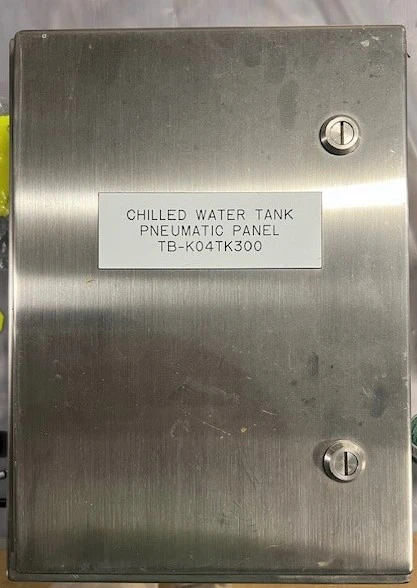 CHILLED WATER TANK
PNEUMATIC PANEL
TB-K04TK300